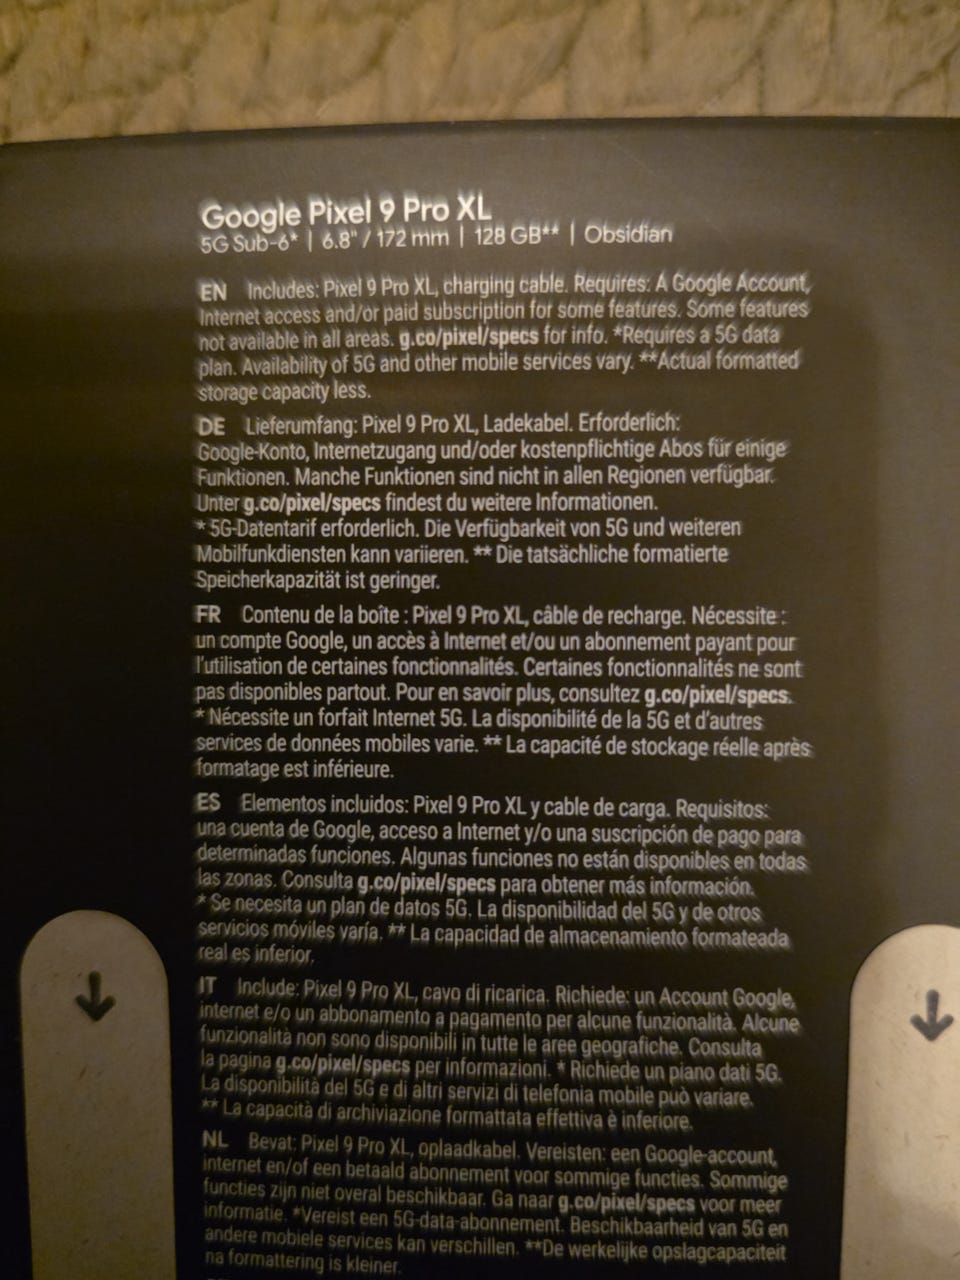 Google Pixel 9 Pro XL
5G Sub-6* | 6.8" / 172 mm | 128 GB** | Obsidian
EN Includes: Pixel 9 Pro XL, charging cable. Requires: A Google Account,
Internet access and/or paid subscription for some features. Some features
not available in all areas. g.co/pixel/specs for info. *Requires a 5G data
plan. Availability of 5G and other mobile services vary. **Actual formatted
storage capacity less.
DE Lieferumfang: Pixel 9 Pro XL, Ladekabel. Erforderlich:
Google-Konto, Internetzugang und/oder kostenpflichtige Abos für einige
Funktionen. Manche Funktionen sind nicht in allen Regionen verfügbar.
Unter g.co/pixel/specs findest du weitere Informationen.
* 5G-Datentarif erforderlich. Die Verfügbarkeit von 5G und weiteren
Mobilfunkdiensten kann variieren. ** Die tatsächliche formatierte
Speicherkapazität ist geringer.
FR Contenu de la boîte : Pixel 9 Pro XL, câble de recharge. Nécessite :
un compte Google, un accès à Internet et/ou un abonnement payant pour
l'utilisation de certaines fonctionnalités. Certaines fonctionnalités ne sont
pas disponibles partout. Pour en savoir plus, consultez g.co/pixel/specs.
* Nécessite un forfait Internet 5G. La disponibilité de la 5G et d'autres
services de données mobiles varie. ** La capacité de stockage réelle après
formatage est inférieure.
ES Elementos incluidos: Pixel 9 Pro XL y cable de carga. Requisitos:
una cuenta de Google, acceso a Internet y/o una suscripción de pago para
determinadas funciones. Algunas funciones no están disponibles en todas
las zonas. Consulta g.co/pixel/specs para obtener más información.
* Se necesita un plan de datos 5G. La disponibilidad del 5G y de otros
servicios móviles varía. ** La capacidad de almacenamiento formateada
real es inferior.
IT Include: Pixel 9 Pro XL, cavo di ricarica. Richiede: un Account Google,
internet e/o un abbonamento a pagamento per alcune funzionalità. Alcune
funzionalità non sono disponibili in tutte le aree geografiche. Consulta
la pagina g.co/pixel/specs per informazioni. * Richiede un piano dati 5G.
La disponibilità del 5G e di altri servizi di telefonia mobile può variare.
** La capacità di archiviazione formattata effettiva è inferiore.
NL Bevat: Pixel 9 Pro XL, oplaadkabel. Vereisten: een Google-account,
internet en/of een betaald abonnement voor sommige functies. Sommige
functies zijn niet overal beschikbaar. Ga naar g.co/pixel/specs voor meer
informatie. *Vereist een 5G-data-abonnement. Beschikbaarheid van 5G en
andere mobiele services kan verschillen. **De werkelijke opslagcapaciteit
na formattering is kleiner.